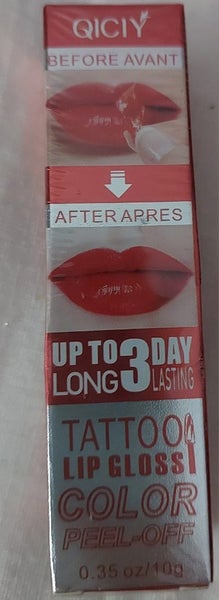 QICIY
BEFORE AVANT
AFTER APRES
UP TO 3 DAY
LONG LASTING
TATTOO
LIP GLOSS
COLOR
PEEL-OFF
0.35 oz/10g